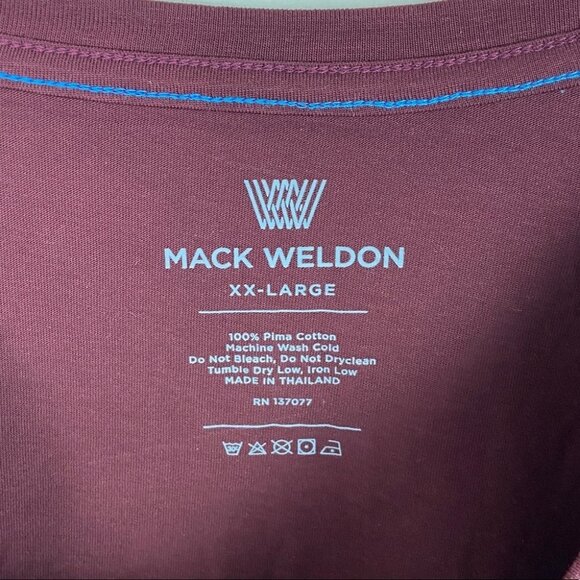 MACK WELDON
XX-LARGE
100% Pima Cotton
Machine Wash Cold
Do Not Bleach, Do Not Dryclean
Tumble Dry Low, Iron Low
MADE IN THAILAND
RN 137077
30°